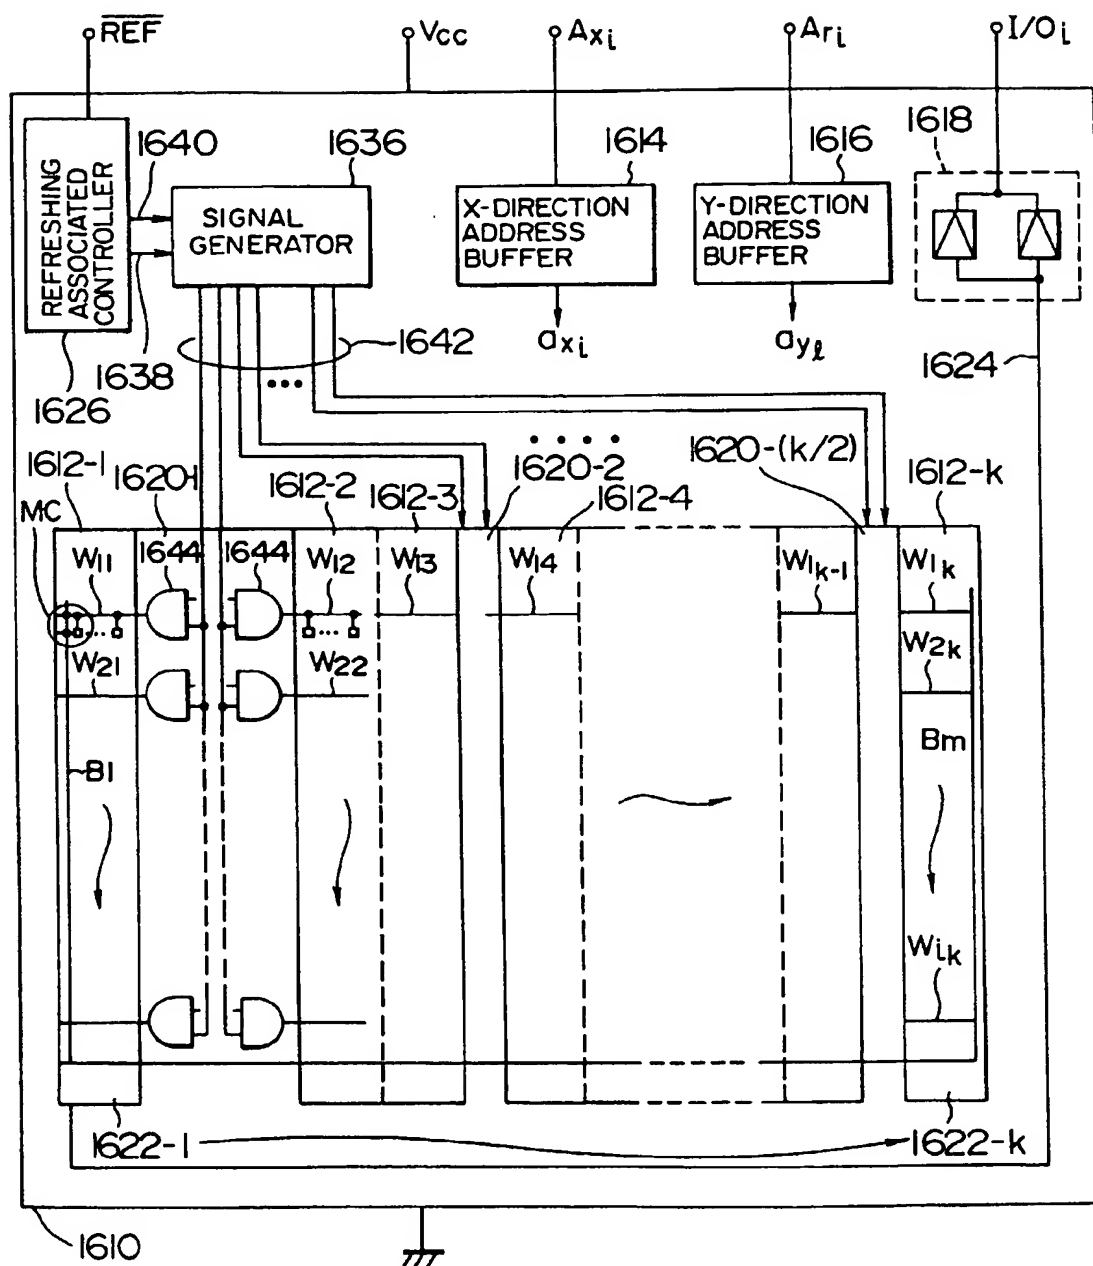 REF Vcc Axi Ari I/Oi
1618
1640 1636 1614 1616
REFRESHING
ASSOCIATED
CONTROLLER
SIGNAL
GENERATOR
X-DIRECTION
ADDRESS
BUFFER
Y-DIRECTION
ADDRESS
BUFFER
axi ayℓ
1642 1624
1638
1626
1612-1 1620-1 1612-2 1612-3 1620-2 1612-4 1620-(k/2) 1612-k
MC
W11 1644 1644 W12 W13 W14 W1k-1 W1k
W21 W22 W2k
B1 Bm
Wik
1622-1 1622-k
1610